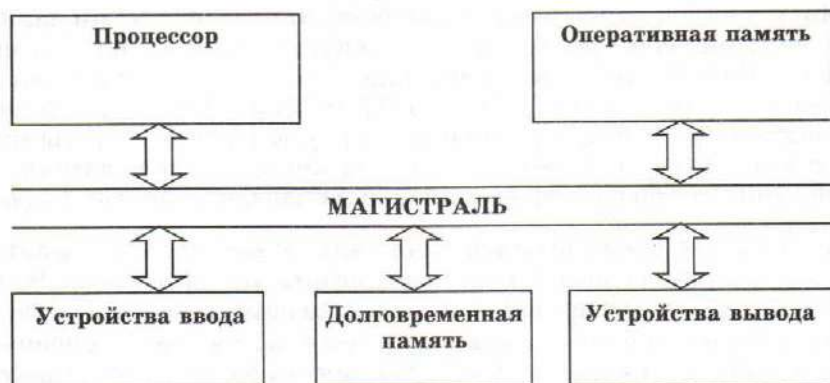 Процессор
Оперативная память
МАГИСТРАЛЬ
Устройства ввода
Долговременная
память
Устройства вывода